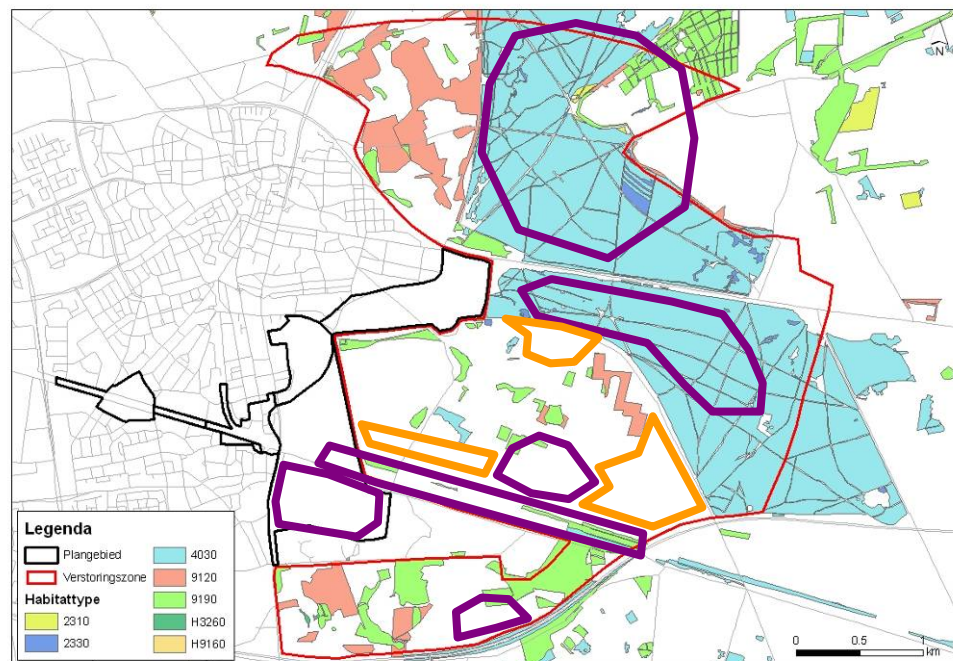 N
Legenda
Plangebied
Verstoringszone
Habitattype
2310
2330
4030
9120
9190
H3260
H9160
0 0.5 1
km